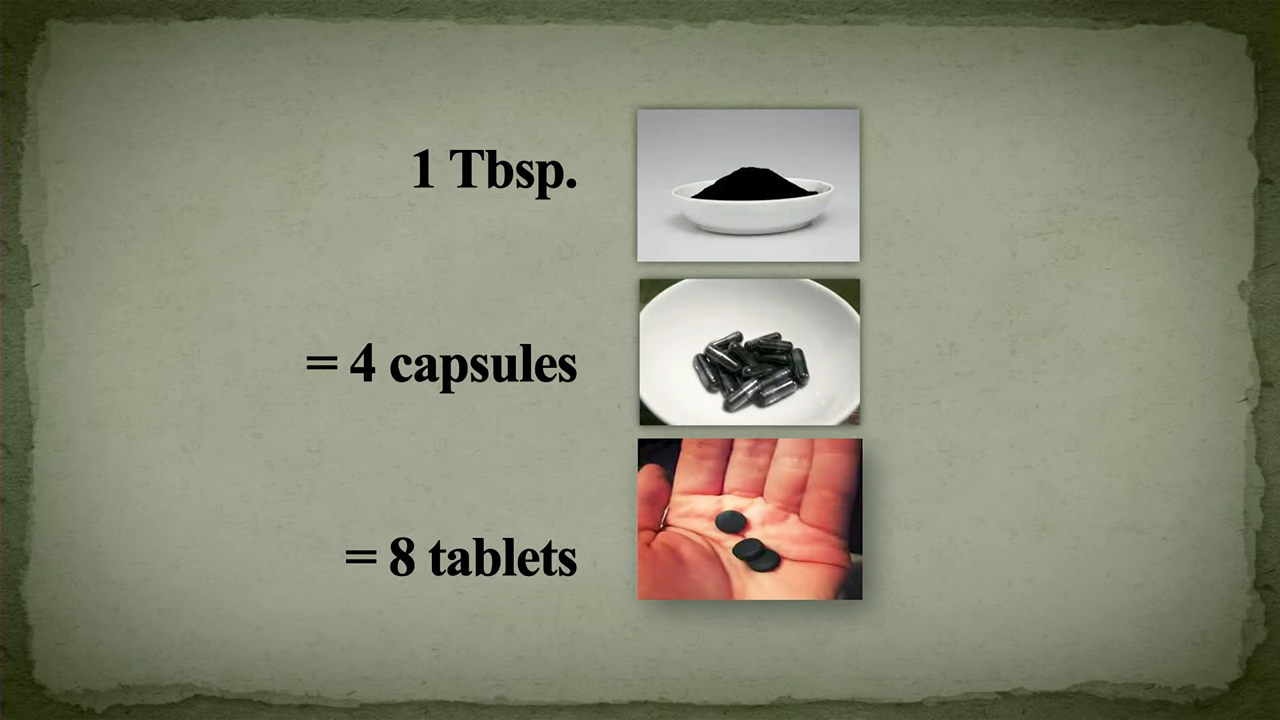 1 Tbsp.
= 4 capsules
= 8 tablets